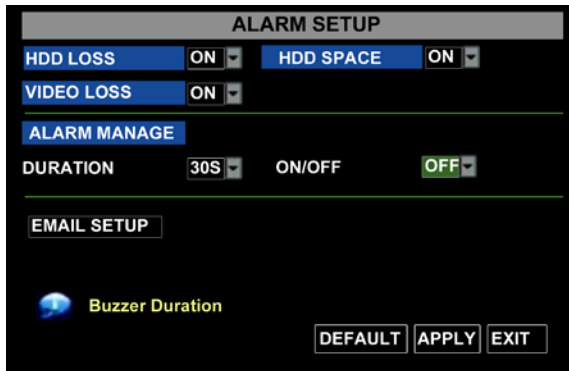 ALARM SETUP
HDD LOSS ON HDD SPACE ON
VIDEO LOSS ON
ALARM MANAGE
DURATION 30S ON/OFF OFF
EMAIL SETUP
Buzzer Duration
DEFAULT APPLY EXIT